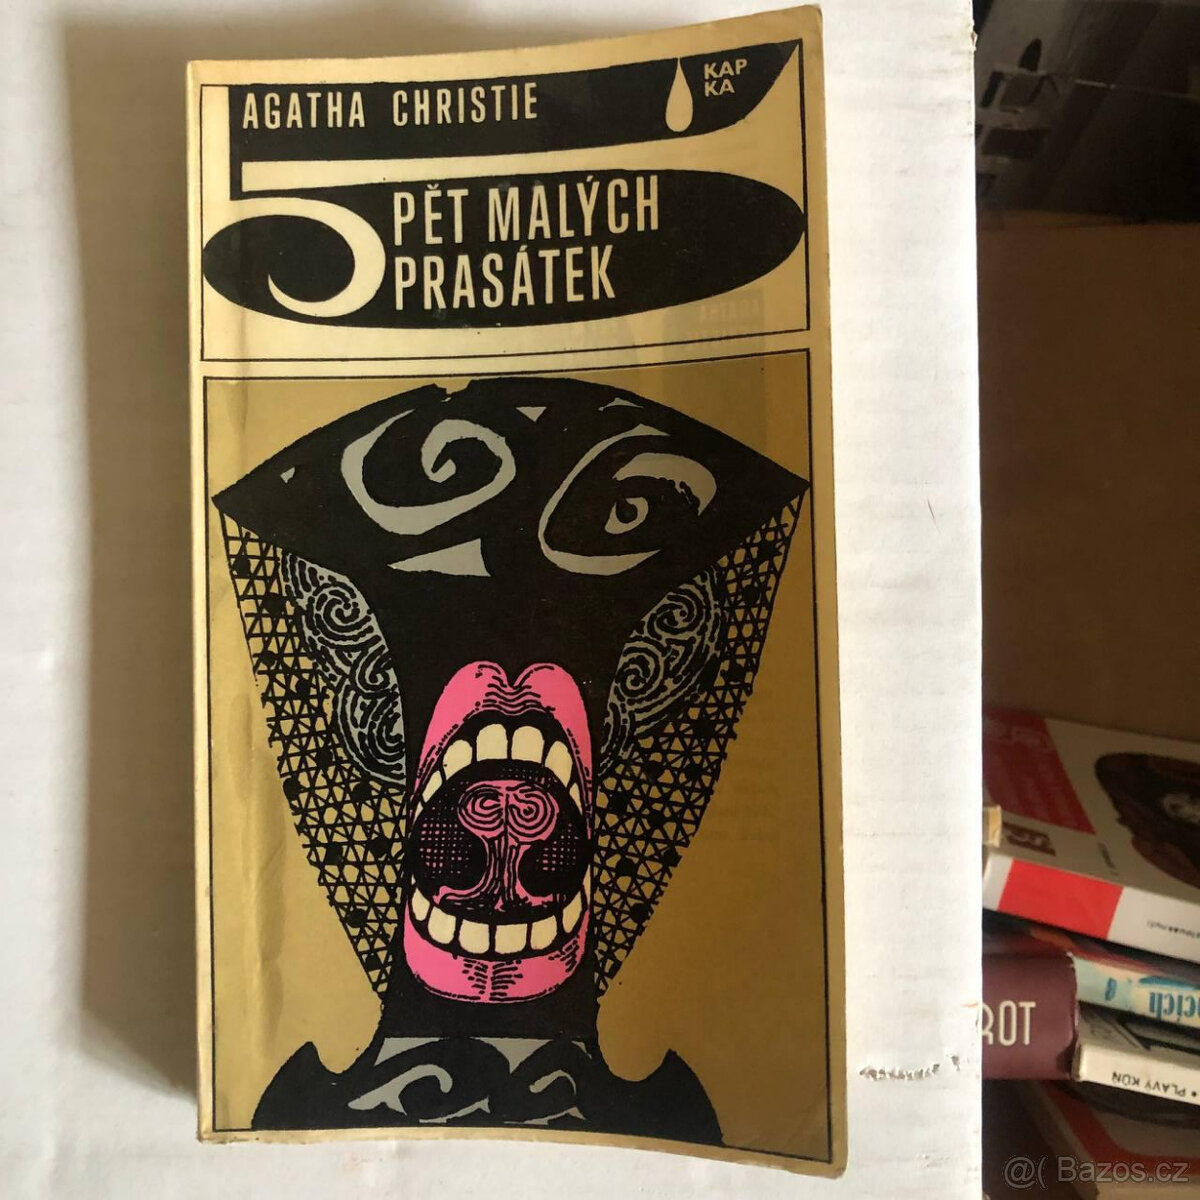 AGATHA CHRISTIE
KAP
KA
5
PĚT MALÝCH
PRASÁTEK
ROT
• PLAVÝ KŮŇ
@( Bazos.cz